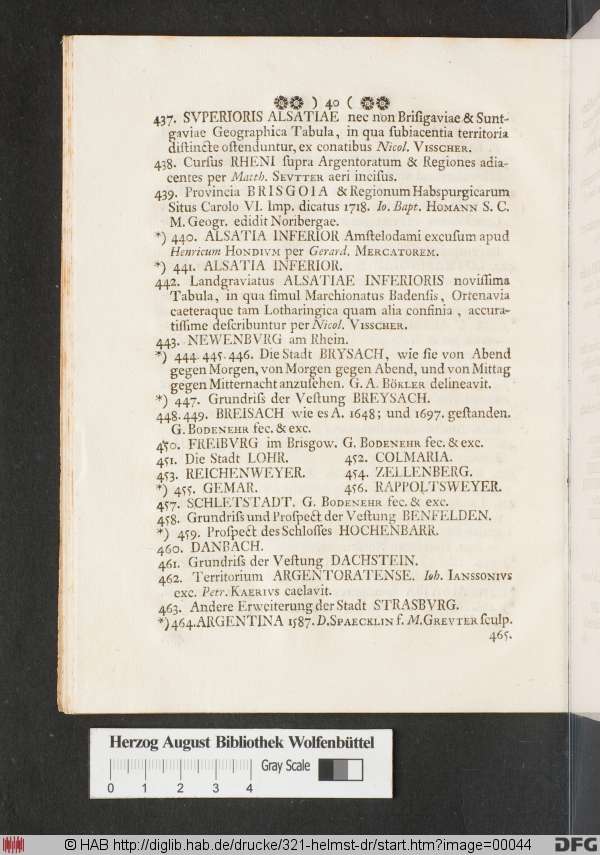 ) 40 (
437. SVPERIORIS ALSATIAE nec non Briſigaviae & Sunt-
gaviae Geographica Tabula, in qua ſubiacentia territoria
diſtincte oſtenduntur, ex conatibus Nicol. VISSCHER.
438. Curſus RHENI ſupra Argentoratum & Regiones adia-
centes per Matth. SEVTTER aeri inciſus.
439. Provincia BRISGOIA & Regionum Habspurgicarum
Situs Carolo VI. Imp. dicatus 1718. Io. Bapt. HOMANN S. C.
M. Geogr. edidit Noribergae.
*) 440. ALSATIA INFERIOR Amſtelodami excuſum apud
Henricum HONDIVM per Gerard. MERCATOREM.
*) 441. ALSATIA INFERIOR.
442. Landgraviatus ALSATIAE INFERIORIS noviſſima
Tabula, in qua ſimul Marchionatus Badenſis, Ortenavia
caeteraque tam Lotharingica quam alia confinia, accura-
tiſſime deſcribuntur per Nicol. VISSCHER.
443. NEWENBVRG am Rhein.
*) 444. 445. 446. Die Stadt BRYSACH, wie ſie von Abend
gegen Morgen, von Morgen gegen Abend, und von Mittag
gegen Mitternacht anzuſehen. G. A. BÖKLER delineavit.
*) 447. Grundriſs der Veſtung BREYSACH.
448. 449. BREISACH wie es A. 1648; und 1697. geſtanden.
G. BODENEHR fec. & exc.
450. FREIBVRG im Brisgow. G. BODENEHR fec. & exc.
451. Die Stadt LOHR. 452. COLMARIA.
453. REICHENWEYER. 454. ZELLENBERG.
*) 455. GEMAR. 456. RAPPOLTSWEYER.
457. SCHLETSTADT. G. BODENEHR fec. & exc.
458. Grundriſs und Proſpect der Veſtung BENFELDEN.
*) 459. Proſpect des Schloſſes HOCHENBARR.
460. DANBACH.
461. Grundriſs der Veſtung DACHSTEIN.
462. Territorium ARGENTORATENSE. Ioh. IANSSONIVS
exc. Petr. KAERIVS caelavit.
463. Andere Erweiterung der Stadt STRASBVRG.
*) 464. ARGENTINA 1587. D. SPAECKLIN f. M. GREVTER ſculp.
465.
Herzog August Bibliothek Wolfenbüttel
Gray Scale
0 1 2 3 4
© HAB http://diglib.hab.de/drucke/321-helmst-dr/start.htm?image=00044
DFG